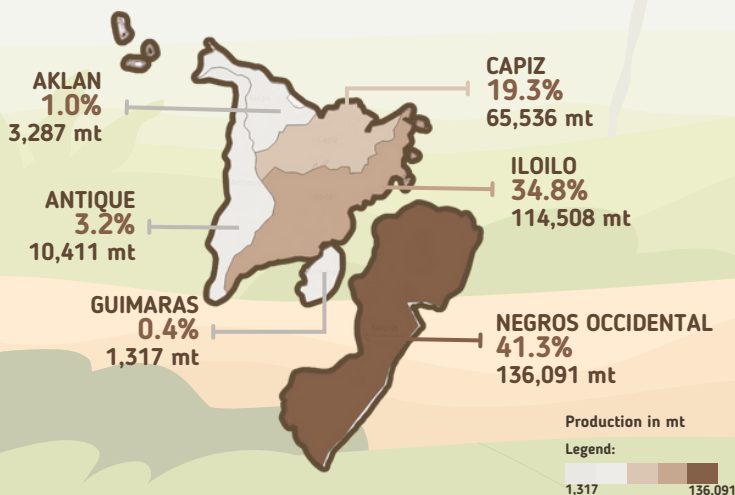 AKLAN
1.0%
3,287 mt
CAPIZ
19.3%
65,536 mt
ILOILO
34.8%
114,508 mt
ANTIQUE
3.2%
10,411 mt
GUIMARAS
0.4%
1,317 mt
NEGROS OCCIDENTAL
41.3%
136,091 mt
Production in mt
Legend:
1,317
136,091